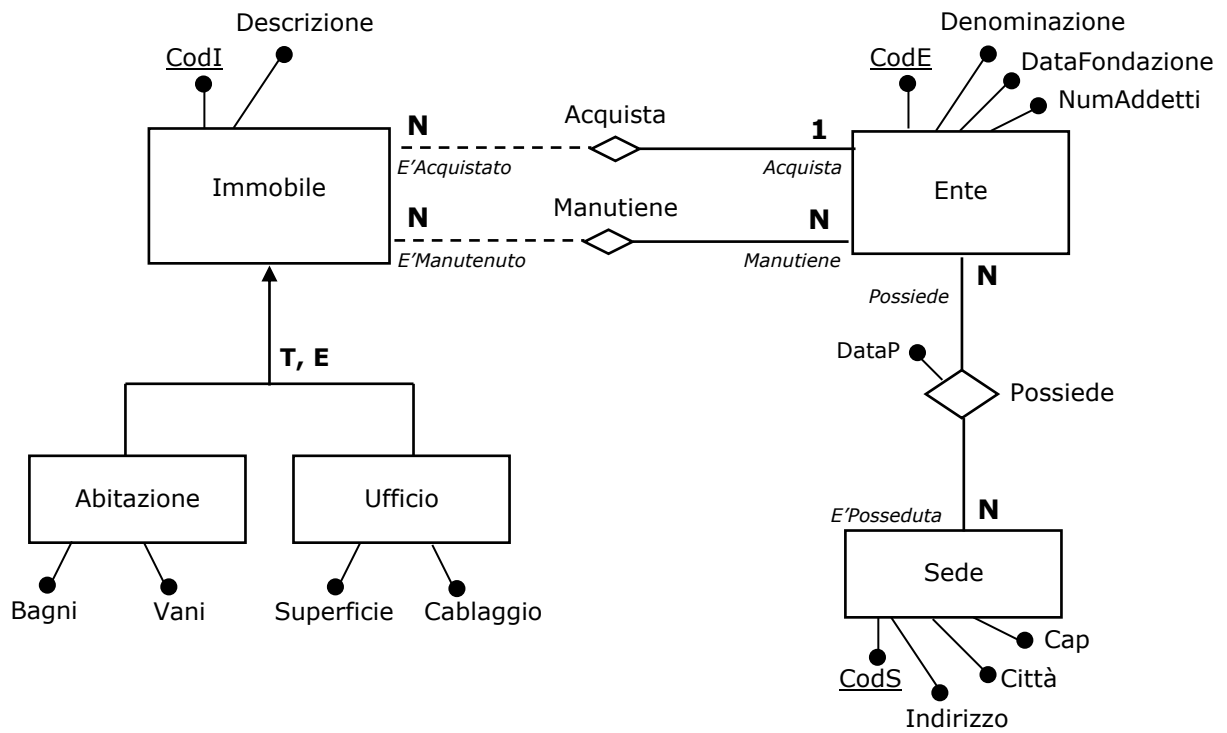 Descrizione
Denominazione
CodI
CodE
DataFondazione
NumAddetti
N
Acquista
1
E'Acquistato
Acquista
Immobile
Ente
N
Manutiene
N
E'Manutenuto
Manutiene
N
Possiede
T, E
DataP
Possiede
E'Posseduta
N
Abitazione
Ufficio
Sede
Bagni
Vani
Superficie
Cablaggio
Cap
CodS
Città
Indirizzo